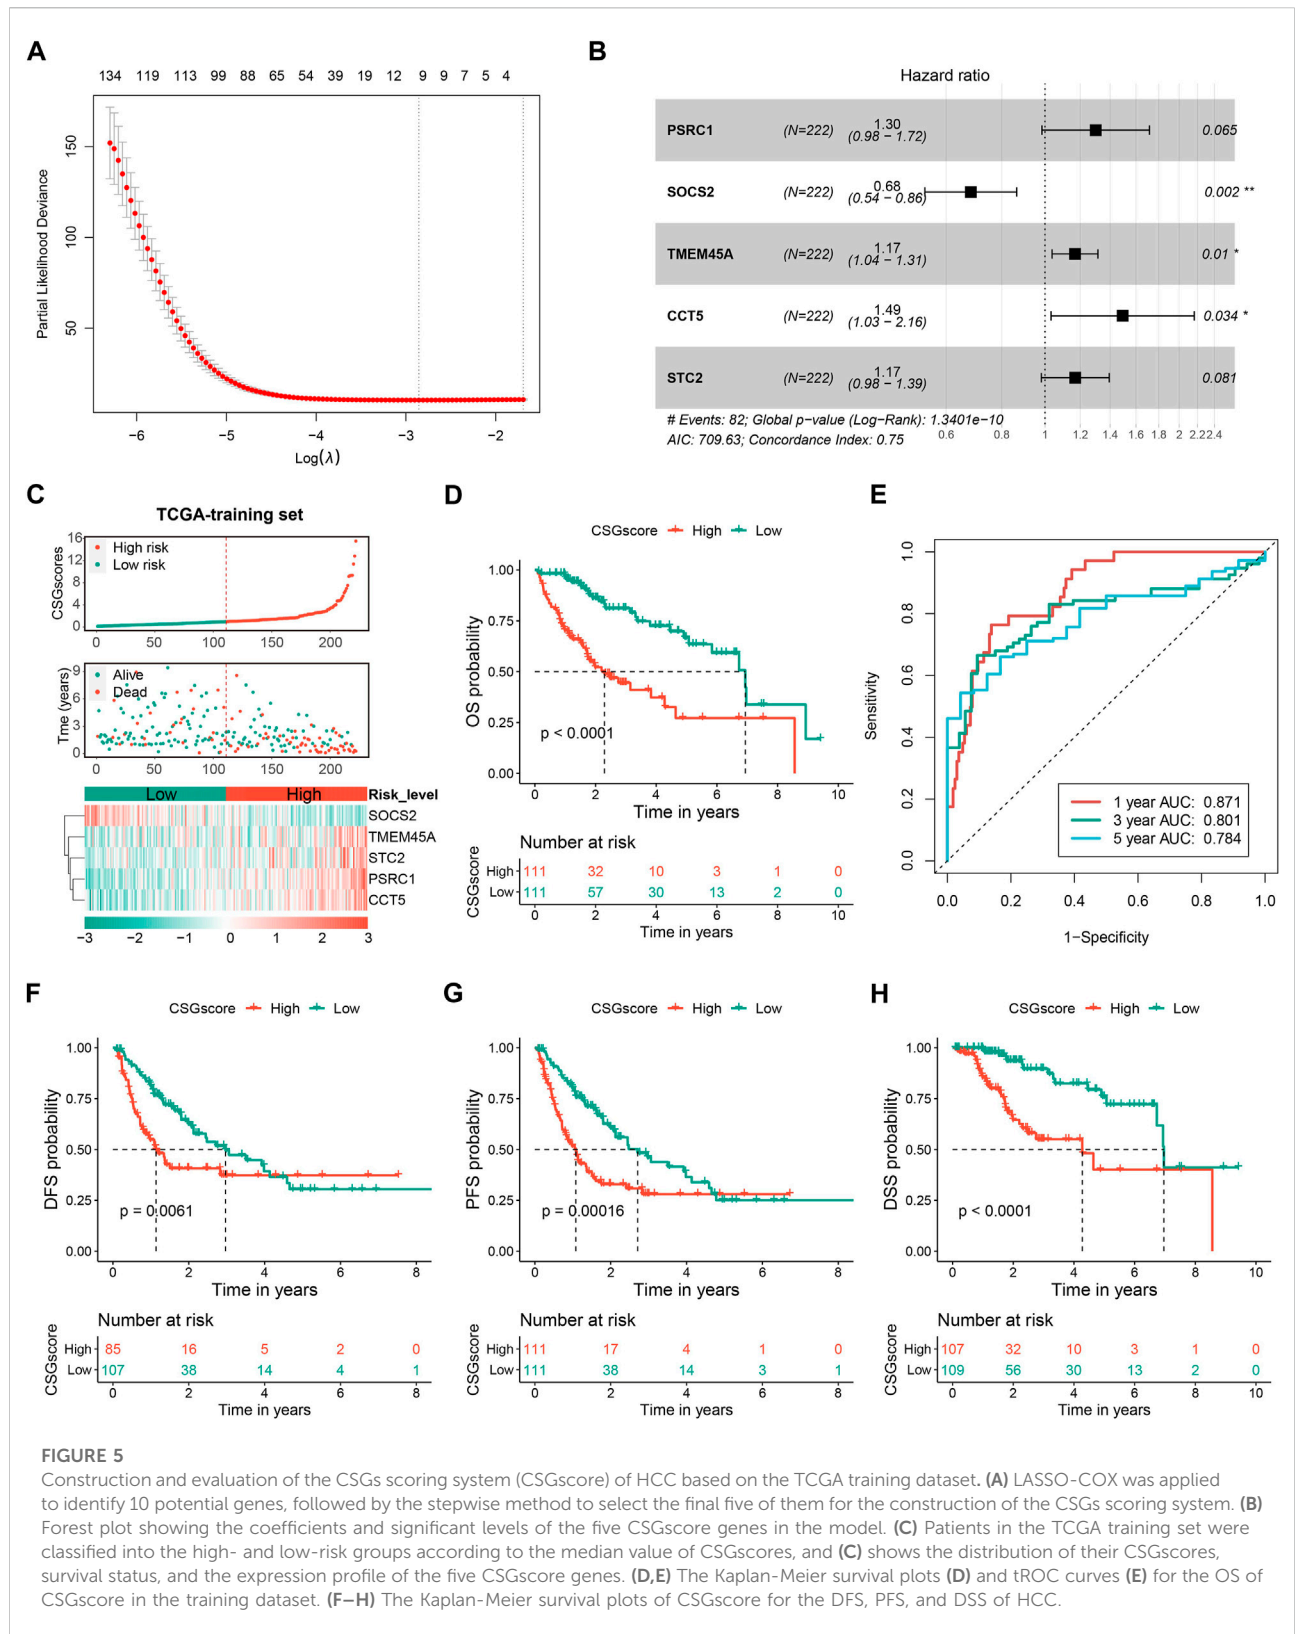 A
134 119 113 99 88 65 54 39 19 12 9 9 7 5 4
Partial Likelihood Deviance
150
100
50
−6 −5 −4 −3 −2
Log(λ)
B
Hazard ratio
PSRC1 (N=222) 1.30 (0.98 − 1.72) 0.065
SOCS2 (N=222) 0.68 (0.54 − 0.86) 0.002 **
TMEM45A (N=222) 1.17 (1.04 − 1.31) 0.01 *
CCT5 (N=222) 1.49 (1.03 − 2.16) 0.034 *
STC2 (N=222) 1.17 (0.98 − 1.39) 0.081
# Events: 82; Global p−value (Log−Rank): 1.3401e−10
AIC: 709.63; Concordance Index: 0.75
0.6 0.8 1 1.2 1.4 1.6 1.8 2 2.2 2.4
C
TCGA-training set
CSGscores
16
12
8
4
0
High risk
Low risk
0 50 100 150 200
Tme (years)
9
6
3
0
Alive
Dead
0 50 100 150 200
Low High Risk_level
SOCS2
TMEM45A
STC2
PSRC1
CCT5
−3 −2 −1 0 1 2 3
D
CSGscore High Low
OS probability
1.00
0.75
0.50
0.25
0.00
p < 0.0001
0 2 4 6 8 10
Time in years
Number at risk
CSGscore
High 111 32 10 3 1 0
Low 111 57 30 13 2 0
0 2 4 6 8 10
Time in years
E
Sensitivity
1.0
0.8
0.6
0.4
0.2
0.0
1 year AUC: 0.871
3 year AUC: 0.801
5 year AUC: 0.784
0.0 0.2 0.4 0.6 0.8 1.0
1−Specificity
F
CSGscore High Low
DFS probability
1.00
0.75
0.50
0.25
0.00
p = 0.0061
0 2 4 6 8
Time in years
Number at risk
CSGscore
High 85 16 5 2 0
Low 107 38 14 4 1
0 2 4 6 8
Time in years
G
CSGscore High Low
PFS probability
1.00
0.75
0.50
0.25
0.00
p = 0.00016
0 2 4 6 8
Time in years
Number at risk
CSGscore
High 111 17 4 1 0
Low 111 38 14 3 1
0 2 4 6 8
Time in years
H
CSGscore High Low
DSS probability
1.00
0.75
0.50
0.25
0.00
p < 0.0001
0 2 4 6 8 10
Time in years
Number at risk
CSGscore
High 107 32 10 3 1 0
Low 109 56 30 13 2 0
0 2 4 6 8 10
Time in years
FIGURE 5
Construction and evaluation of the CSGs scoring system (CSGscore) of HCC based on the TCGA training dataset. (A) LASSO-COX was applied
to identify 10 potential genes, followed by the stepwise method to select the final five of them for the construction of the CSGs scoring system. (B)
Forest plot showing the coefficients and significant levels of the five CSGscore genes in the model. (C) Patients in the TCGA training set were
classified into the high- and low-risk groups according to the median value of CSGscores, and (C) shows the distribution of their CSGscores,
survival status, and the expression profile of the five CSGscore genes. (D,E) The Kaplan-Meier survival plots (D) and tROC curves (E) for the OS of
CSGscore in the training dataset. (F–H) The Kaplan-Meier survival plots of CSGscore for the DFS, PFS, and DSS of HCC.